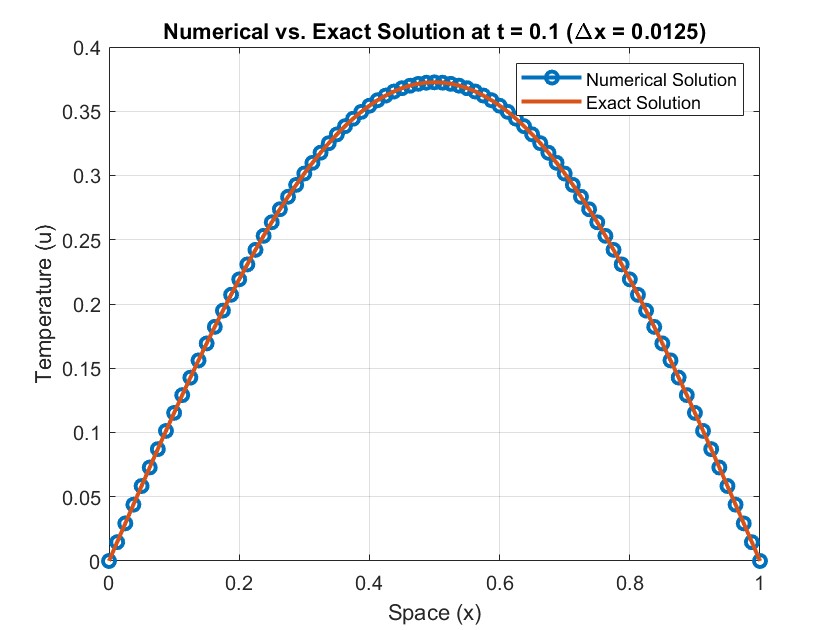 Numerical vs. Exact Solution at t = 0.1 (Δx = 0.0125)
Numerical Solution
Exact Solution
Temperature (u)
0.4
0.35
0.3
0.25
0.2
0.15
0.1
0.05
0
0 0.2 0.4 0.6 0.8 1
Space (x)